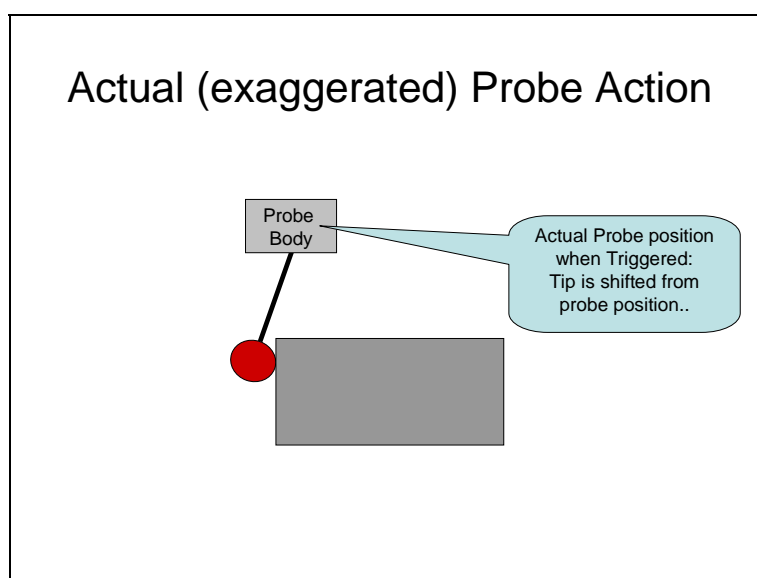 Actual (exaggerated) Probe Action
Probe
Body
Actual Probe position
when Triggered:
Tip is shifted from
probe position..